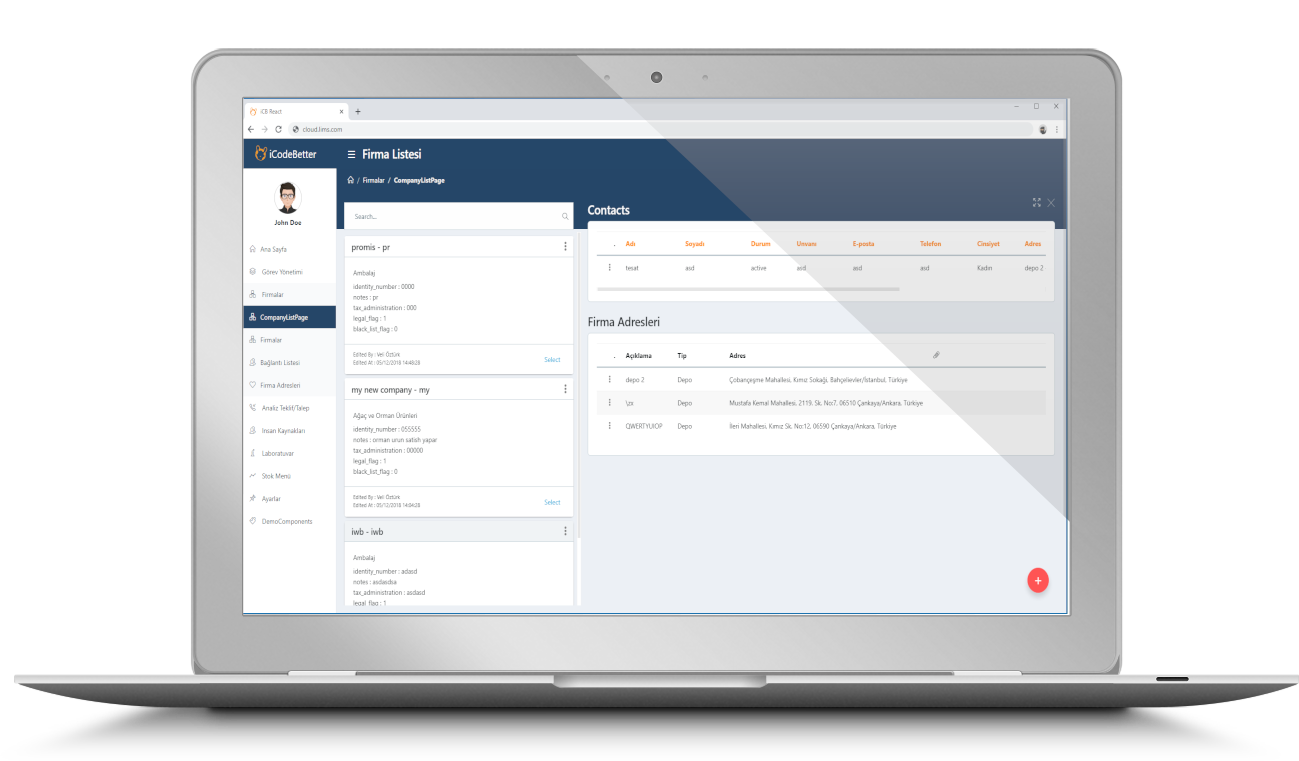 iCB React
cloud.lims.com
iCodeBetter
Firma Listesi
/ Firmalar / CompanyListPage
John Doe
Ana Sayfa
Görev Yönetimi
Firmalar
CompanyListPage
Firmalar
Bağlantı Listesi
Firma Adresleri
Analiz Teklif/Talep
İnsan Kaynakları
Laboratuvar
Stok Menü
Ayarlar
DemoComponents
Search...
promis - pr
Ambalaj
identity_number : 0000
notes : pr
tax_administration : 000
legal_flag : 1
black_list_flag : 0
Edited By : Veli Öztürk
Edited At : 05/12/2018 14:48:28
Select
my new company - my
Ağaç ve Orman Ürünleri
identity_number : 055555
notes : orman urun satish yapar
tax_administration : 00000
legal_flag : 1
black_list_flag : 0
Edited By : Veli Öztürk
Edited At : 05/12/2018
Select
iwb - iwb
Ambalaj
identity_number : adasd
notes : asdasdsa
tax_administration : asdasd
legal_flag : 1
Contacts
. Adı Soyadı Durum Unvanı E-posta Telefon Cinsiyet Adres
tesat asd active asd asd asd Kadın depo 2
Firma Adresleri
. Açıklama Tip Adres
depo 2 Depo Çobançeşme Mahallesi, Kımız Sokağı, Bahçelievler/İstanbul, Türkiye
\zx Depo Mustafa Kemal Mahallesi, 2119. Sk. No:7, 06510 Çankaya/Ankara, Türkiye
QWERTYUIOP Depo İleri Mahallesi, Kımız Sk. No:12, 06590 Çankaya/Ankara, Türkiye